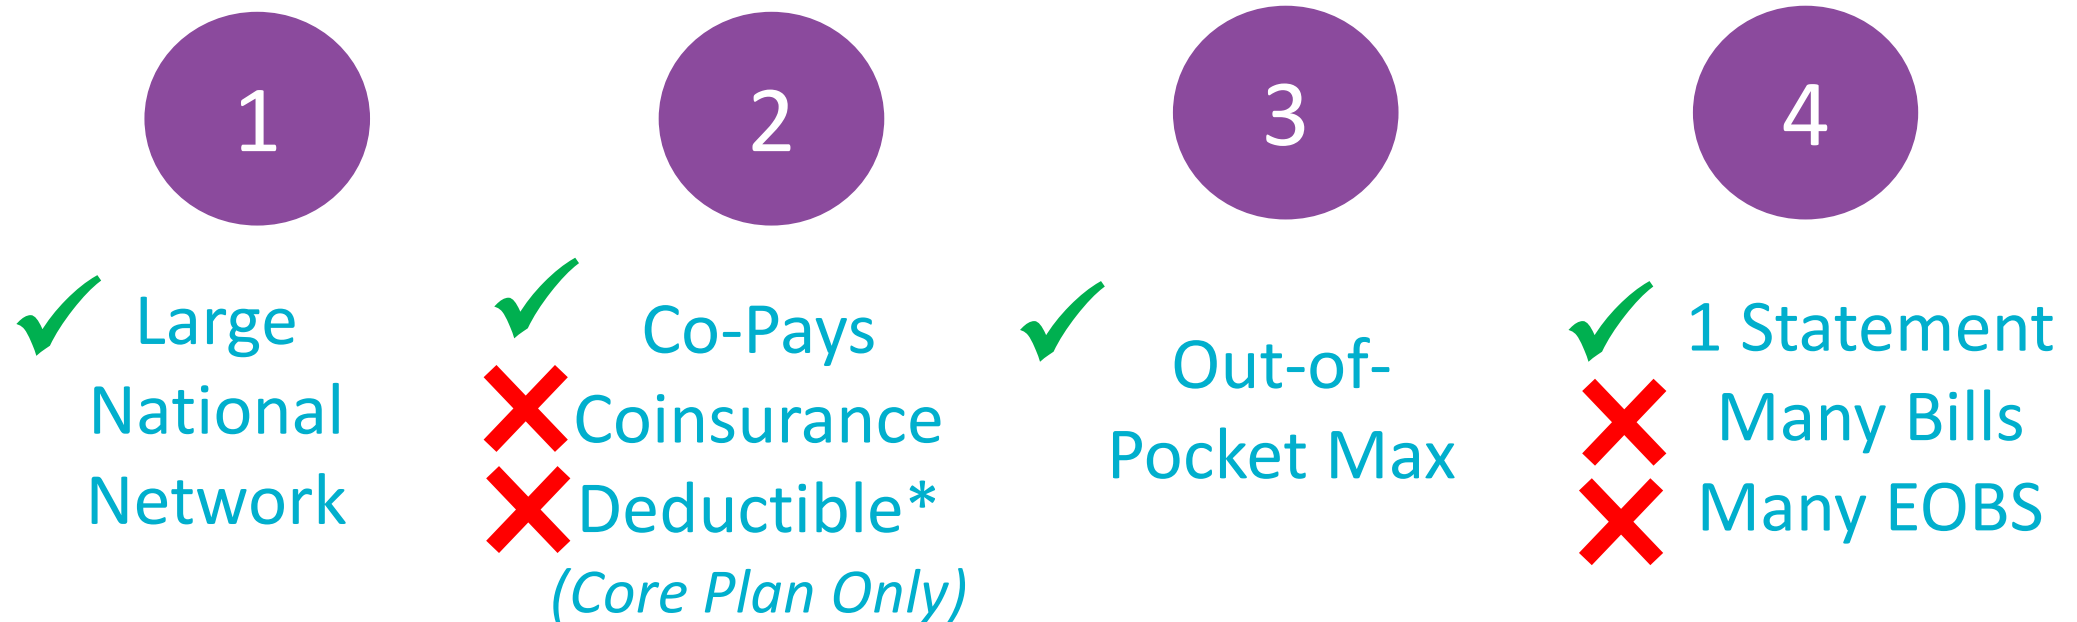 1
Large
National
Network
2
Co-Pays
Coinsurance
Deductible*
(Core Plan Only)
3
Out-of-
Pocket Max
4
1 Statement
Many Bills
Many EOBS